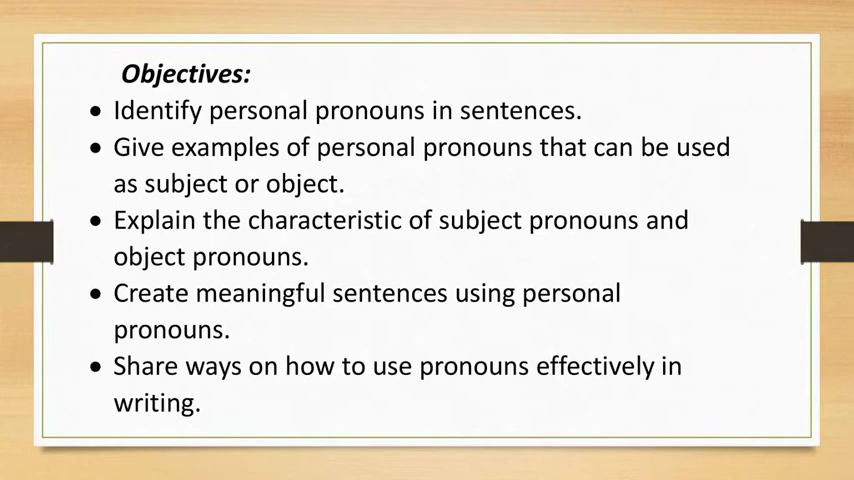 Objectives:
• Identify personal pronouns in sentences.
• Give examples of personal pronouns that can be used
as subject or object.
• Explain the characteristic of subject pronouns and
object pronouns.
• Create meaningful sentences using personal
pronouns.
• Share ways on how to use pronouns effectively in
writing.